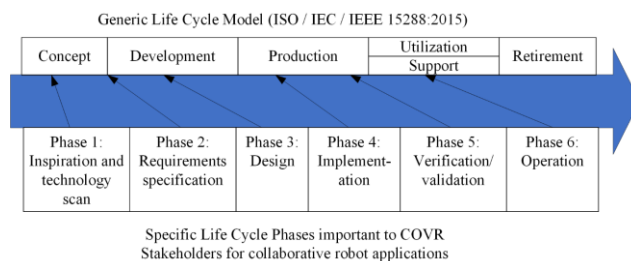 Generic Life Cycle Model (ISO / IEC / IEEE 15288:2015)
Concept
Development
Production
Utilization
Support
Retirement
Phase 1:
Inspiration and
technology
scan
Phase 2:
Requirements
specification
Phase 3:
Design
Phase 4:
Implement-
ation
Phase 5:
Verification/
validation
Phase 6:
Operation
Specific Life Cycle Phases important to COVR
Stakeholders for collaborative robot applications